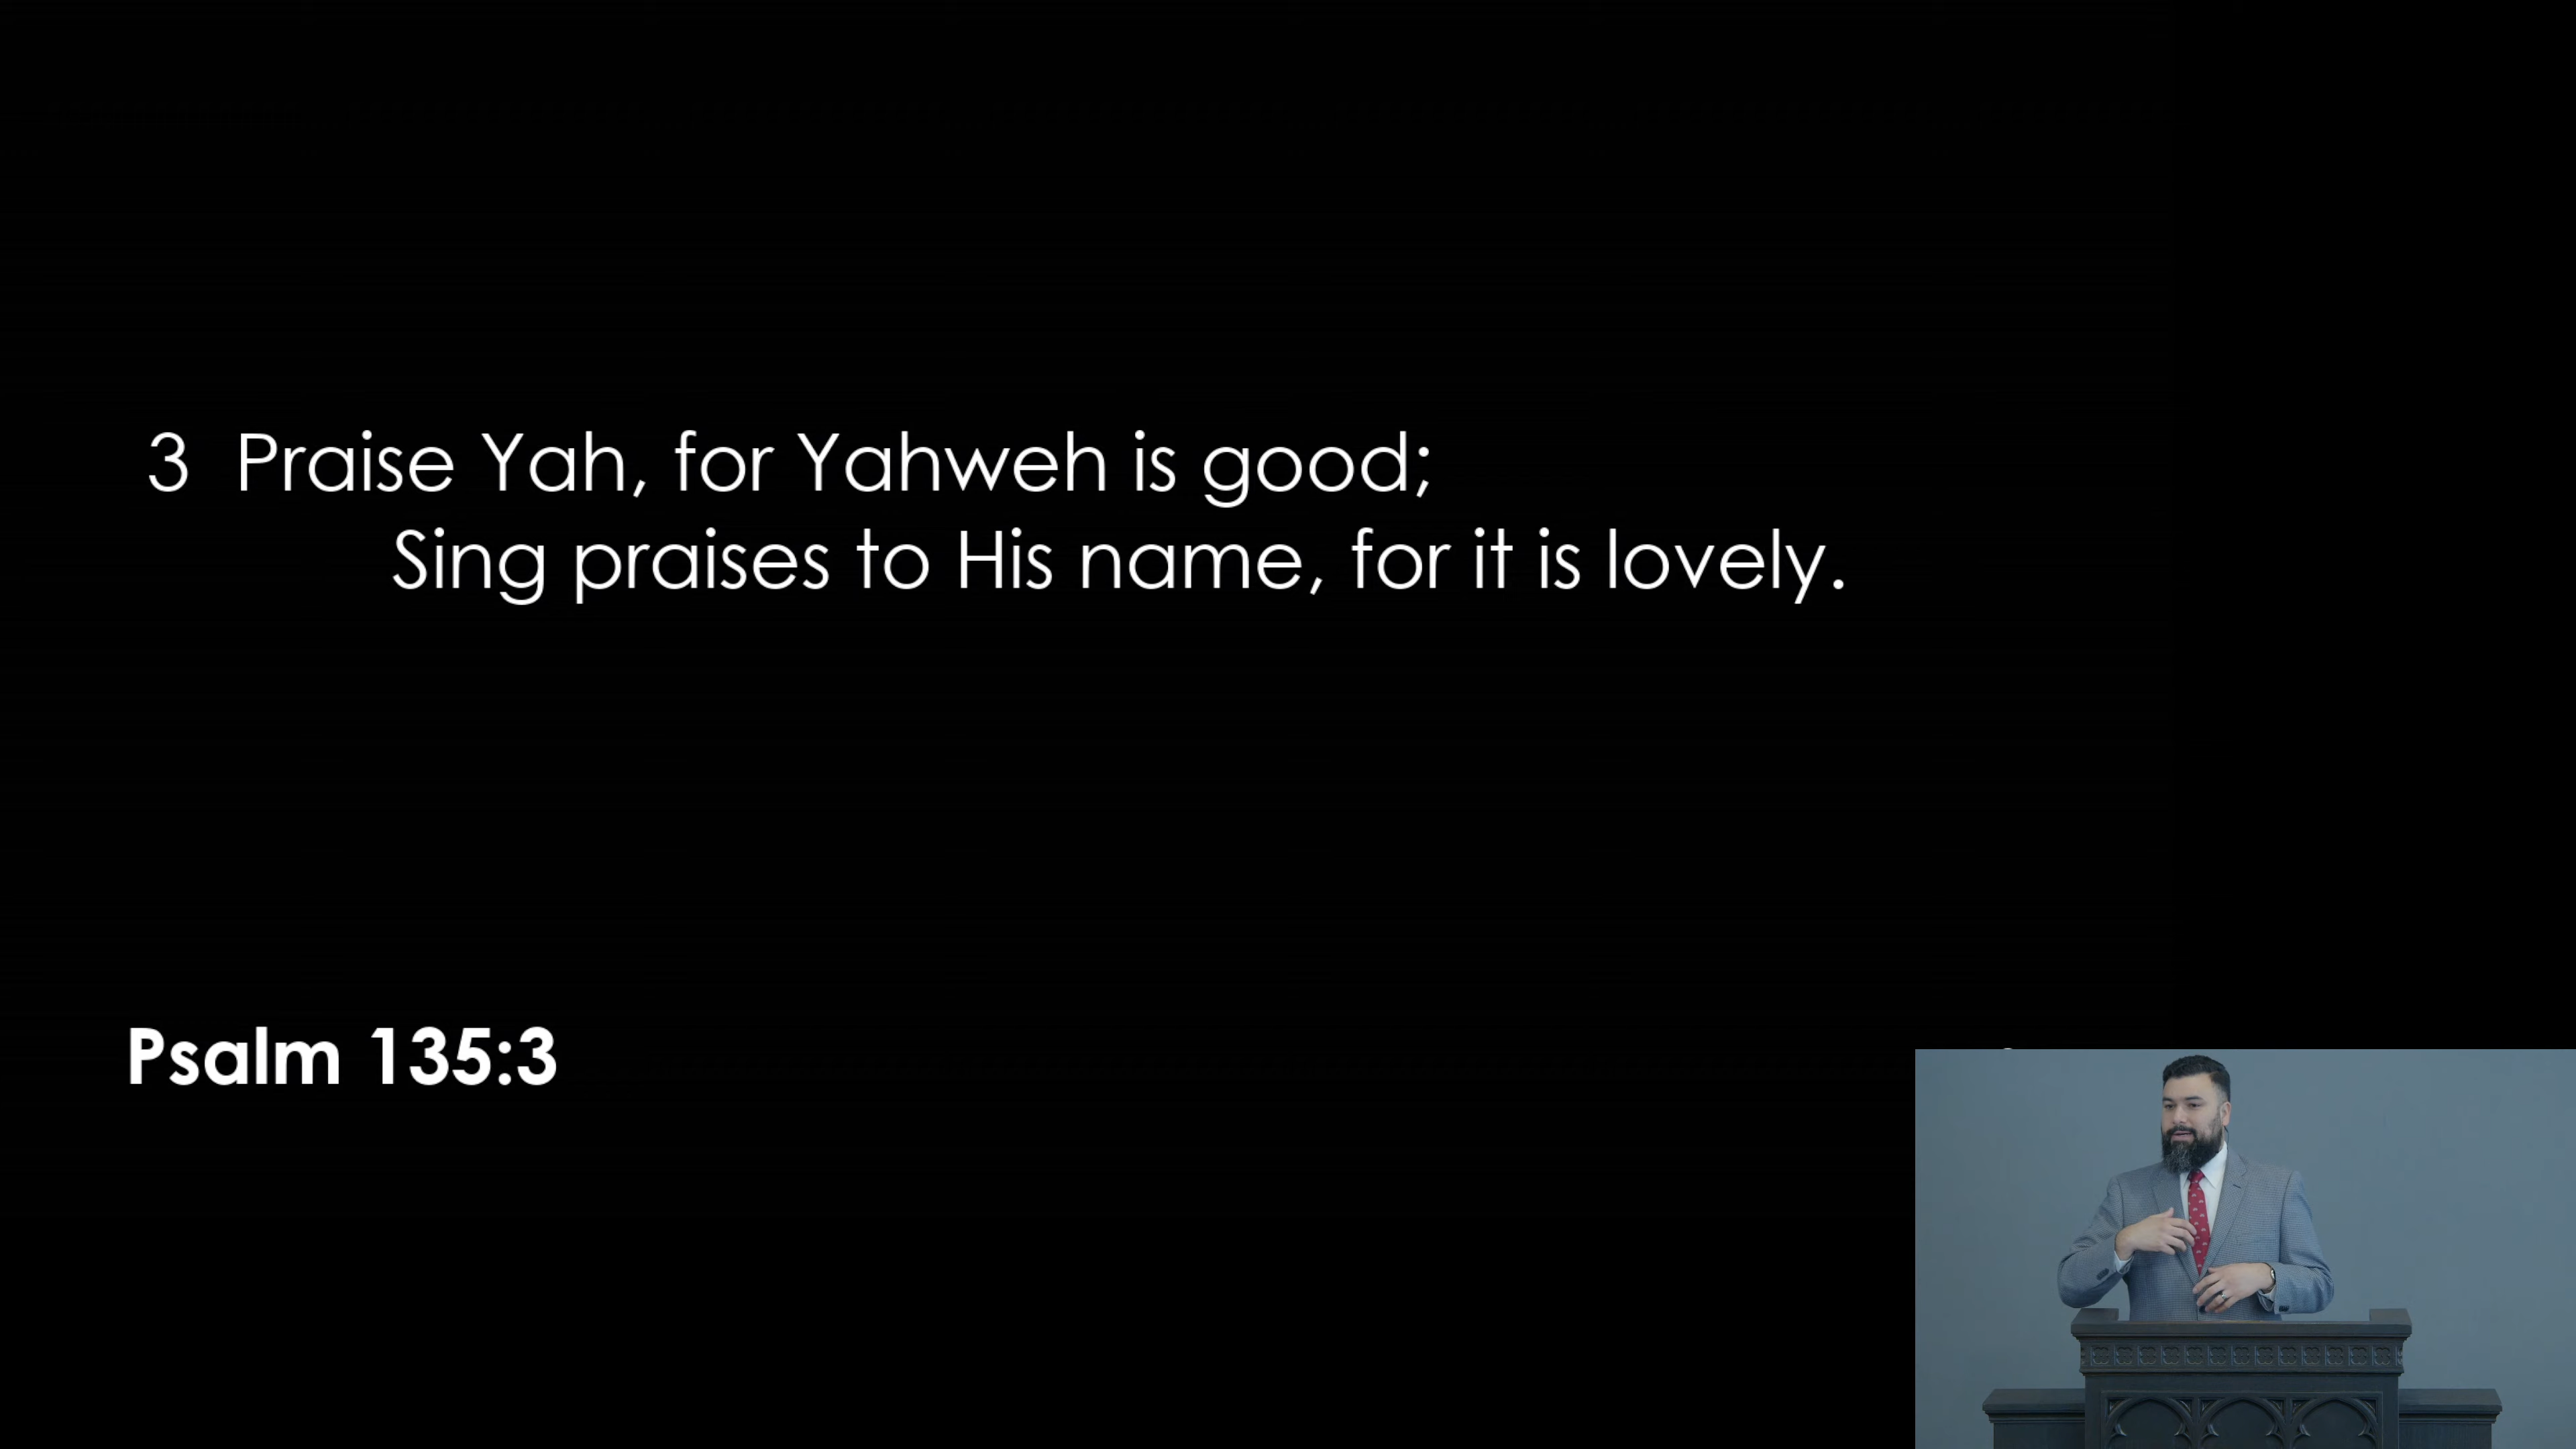 3 Praise Yah, for Yahweh is good;
Sing praises to His name, for it is lovely.
Psalm 135:3